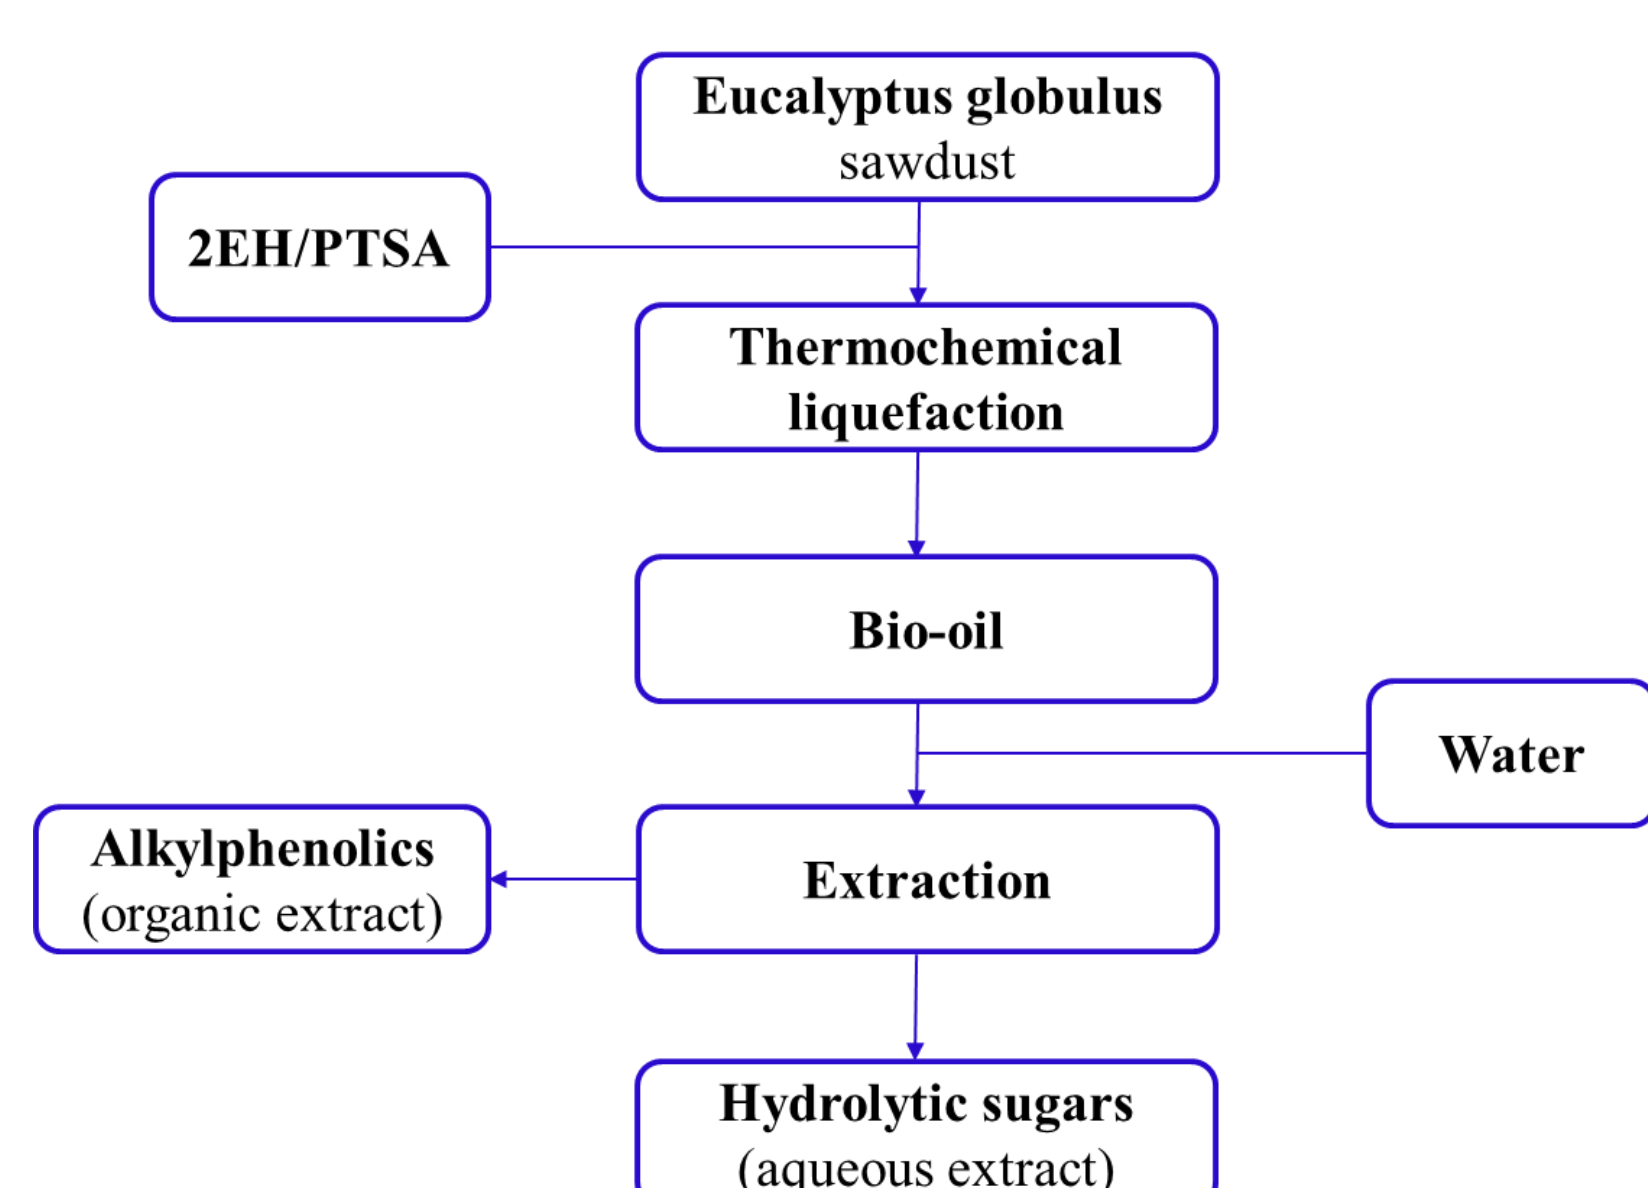 Eucalyptus globulus
sawdust
2EH/PTSA
Thermochemical
liquefaction
Bio-oil
Water
Alkylphenolics
(organic extract)
Extraction
Hydrolytic sugars
(aqueous extract)